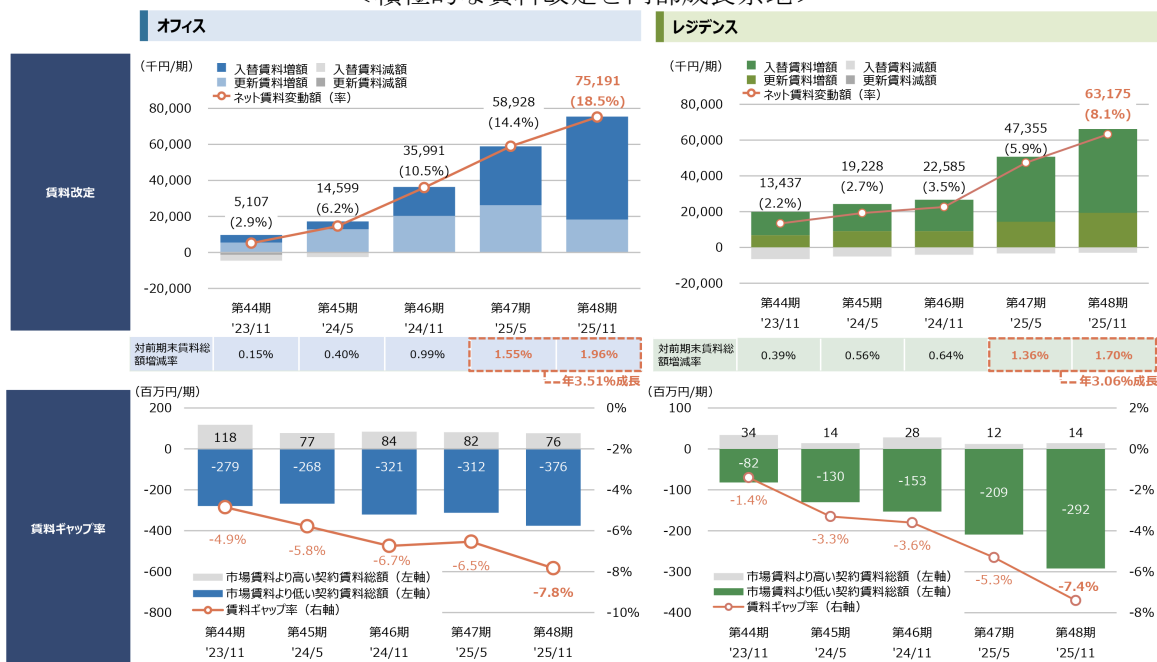 ＜積極的な賃料設定と内部成長余地＞
オフィス
賃料改定
(千円/期)
入替賃料増額 入替賃料減額
更新賃料増額 更新賃料減額
ネット賃料変動額（率）
80,000
60,000
40,000
20,000
0
-20,000
5,107
(2.9%)
14,599
(6.2%)
35,991
(10.5%)
58,928
(14.4%)
75,191
(18.5%)
第44期 第45期 第46期 第47期 第48期
'23/11 '24/5 '24/11 '25/5 '25/11
対前期末賃料総
額増減率
0.15% 0.40% 0.99% 1.55% 1.96%
年3.51%成長
レジデンス
(千円/期)
入替賃料増額 入替賃料減額
更新賃料増額 更新賃料減額
ネット賃料変動額（率）
80,000
60,000
40,000
20,000
0
-20,000
13,437
(2.2%)
19,228
(2.7%)
22,585
(3.5%)
47,355
(5.9%)
63,175
(8.1%)
第44期 第45期 第46期 第47期 第48期
'23/11 '24/5 '24/11 '25/5 '25/11
対前期末賃料総
額増減率
0.39% 0.56% 0.64% 1.36% 1.70%
年3.06%成長
賃料ギャップ率
(百万円/期)
200
0
-200
-400
-600
-800
0%
-2%
-4%
-6%
-8%
-10%
118 77 84 82 76
-279 -268 -321 -312 -376
-4.9% -5.8% -6.7% -6.5% -7.8%
市場賃料より高い契約賃料総額（左軸）
市場賃料より低い契約賃料総額（左軸）
賃料ギャップ率（右軸）
第44期 第45期 第46期 第47期 第48期
'23/11 '24/5 '24/11 '25/5 '25/11
(百万円/期)
100
0
-100
-200
-300
-400
2%
0%
-2%
-4%
-6%
-8%
34 14 28 12 14
-82 -130 -153 -209 -292
-1.4% -3.3% -3.6% -5.3% -7.4%
市場賃料より高い契約賃料総額（左軸）
市場賃料より低い契約賃料総額（左軸）
賃料ギャップ率（右軸）
第44期 第45期 第46期 第47期 第48期
'23/11 '24/5 '24/11 '25/5 '25/11